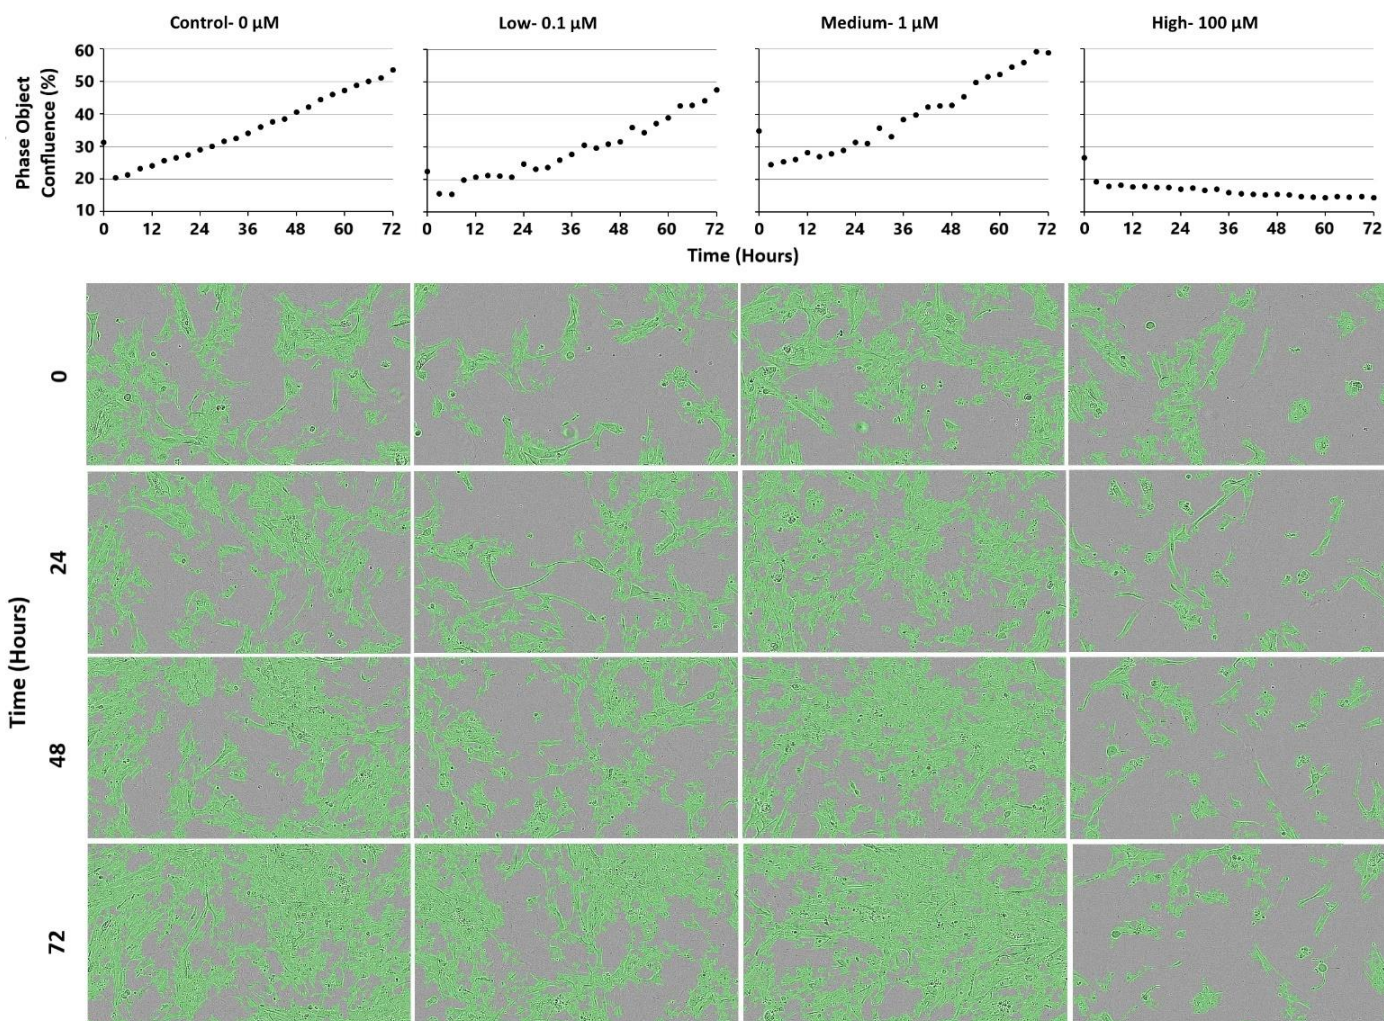 Control- 0 µM
Low- 0.1 µM
Medium- 1 µM
High- 100 µM
Phase Object
Confluence (%)
60
50
40
30
20
10
0 12 24 36 48 60 72
0 12 24 36 48 60 72
0 12 24 36 48 60 72
0 12 24 36 48 60 72
Time (Hours)
Time (Hours)
0
24
48
72